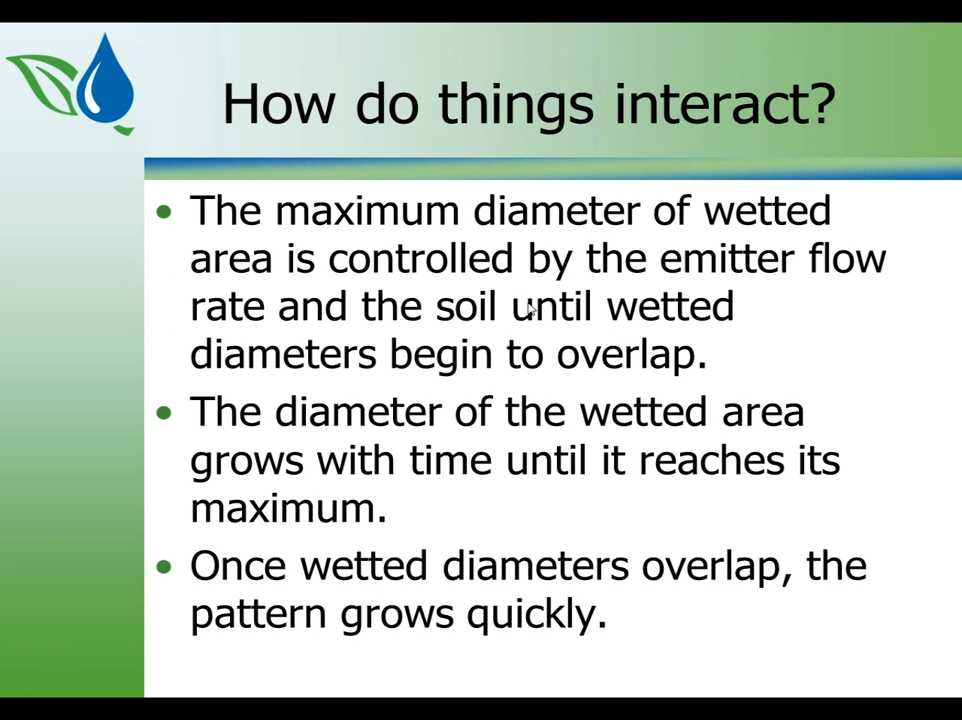 How do things interact?
• The maximum diameter of wetted
area is controlled by the emitter flow
rate and the soil until wetted
diameters begin to overlap.
• The diameter of the wetted area
grows with time until it reaches its
maximum.
• Once wetted diameters overlap, the
pattern grows quickly.